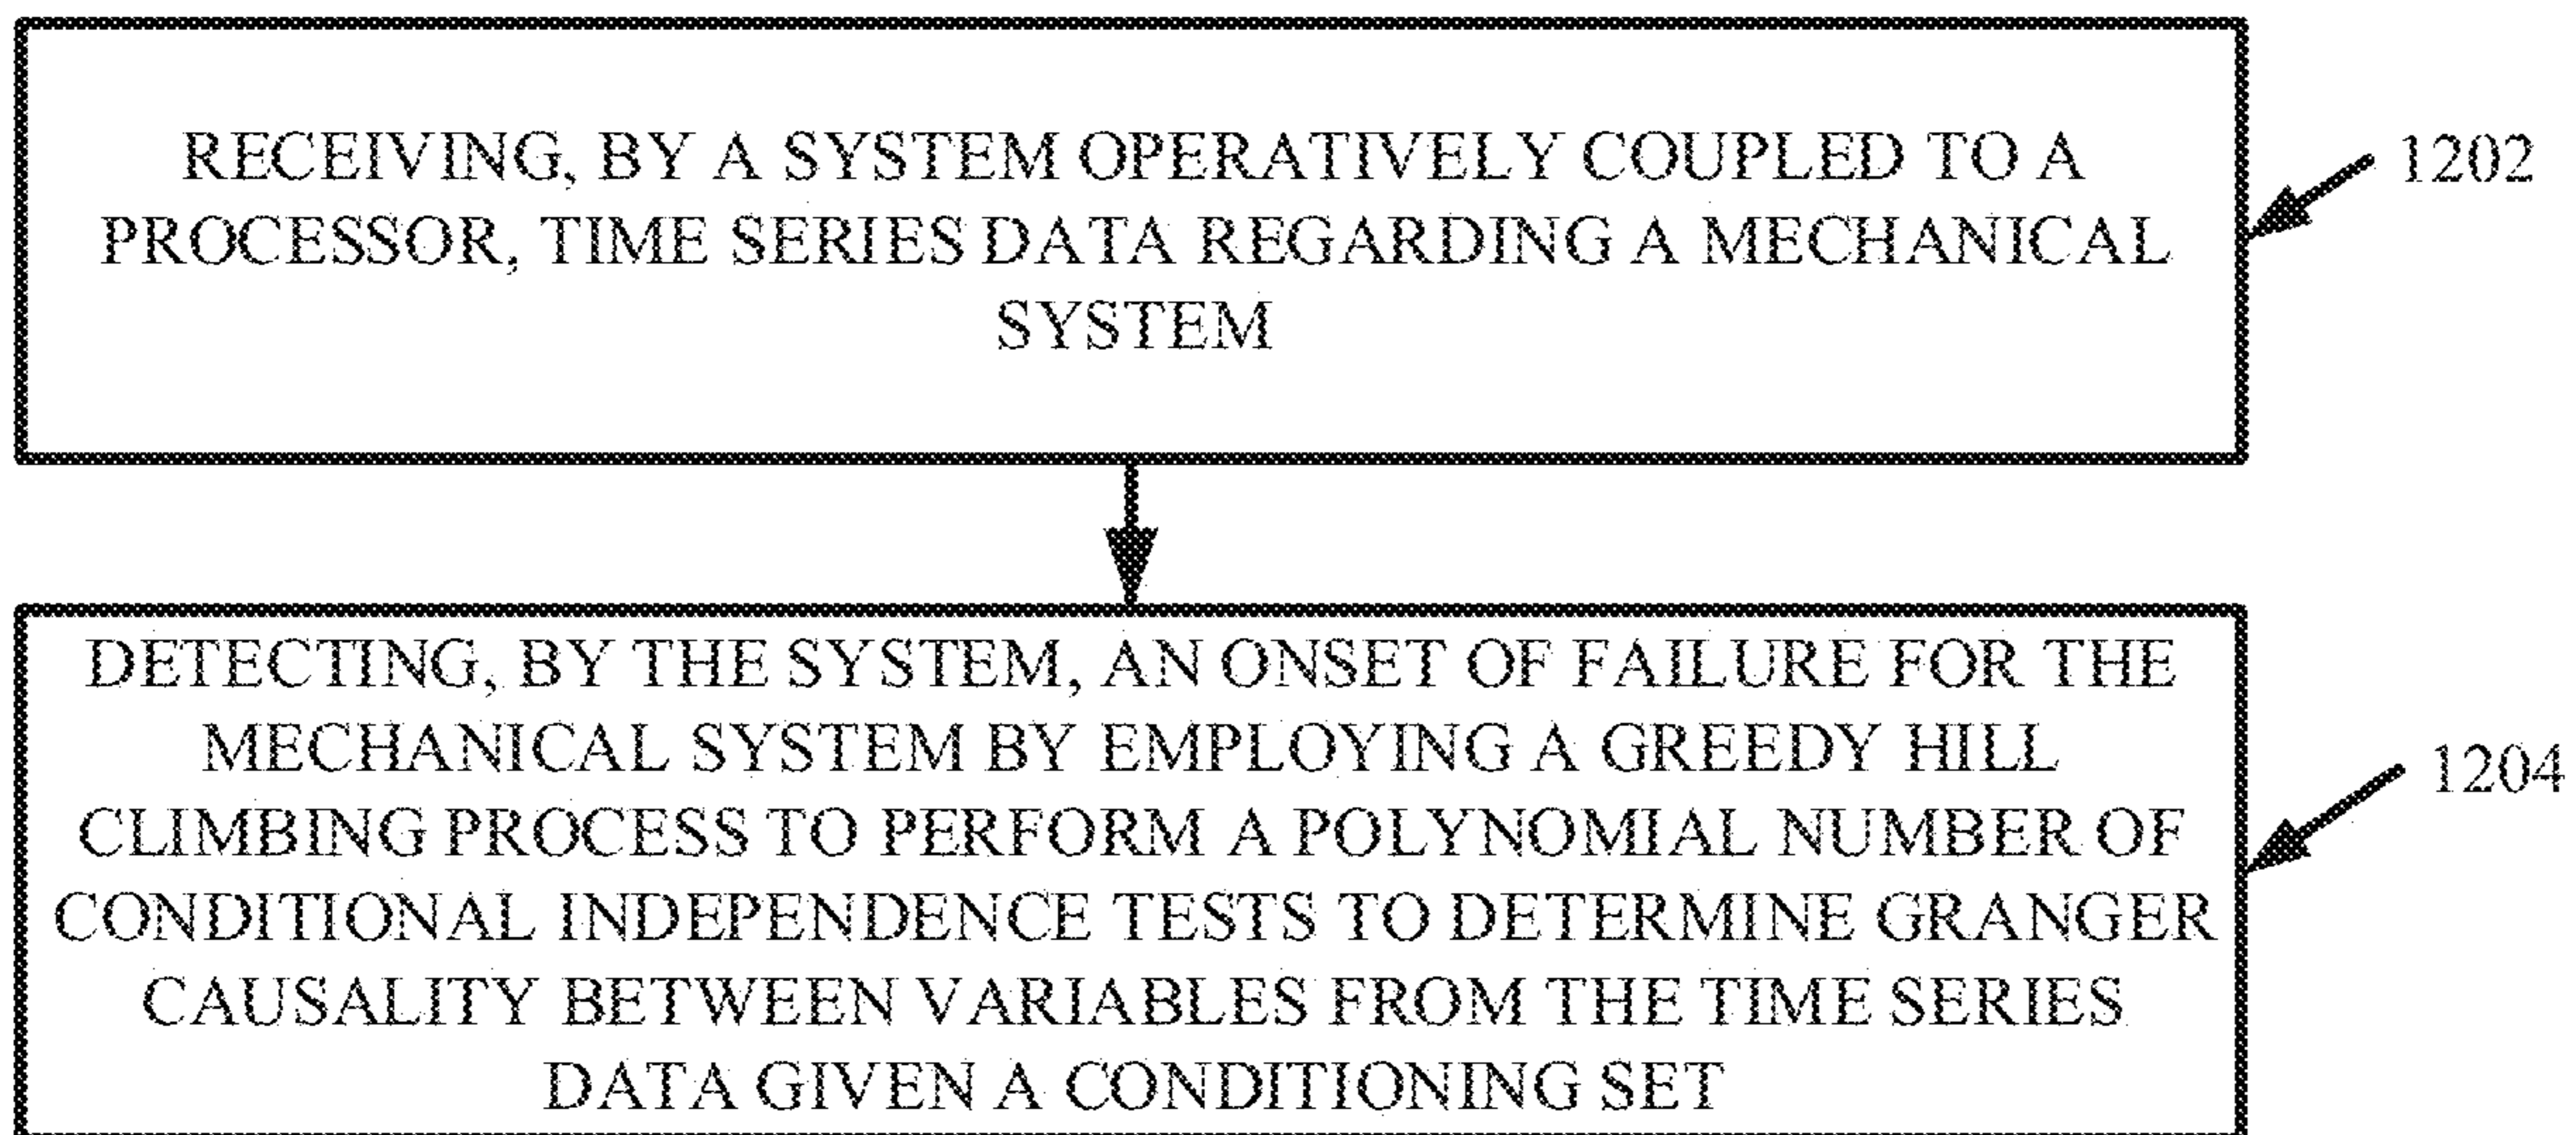 RECEIVING, BY A SYSTEM OPERATIVELY COUPLED TO A
PROCESSOR, TIME SERIES DATA REGARDING A MECHANICAL
SYSTEM
1202
DETECTING, BY THE SYSTEM, AN ONSET OF FAILURE FOR THE
MECHANICAL SYSTEM BY EMPLOYING A GREEDY HILL
CLIMBING PROCESS TO PERFORM A POLYNOMIAL NUMBER OF
CONDITIONAL INDEPENDENCE TESTS TO DETERMINE GRANGER
CAUSALITY BETWEEN VARIABLES FROM THE TIME SERIES
DATA GIVEN A CONDITIONING SET
1204